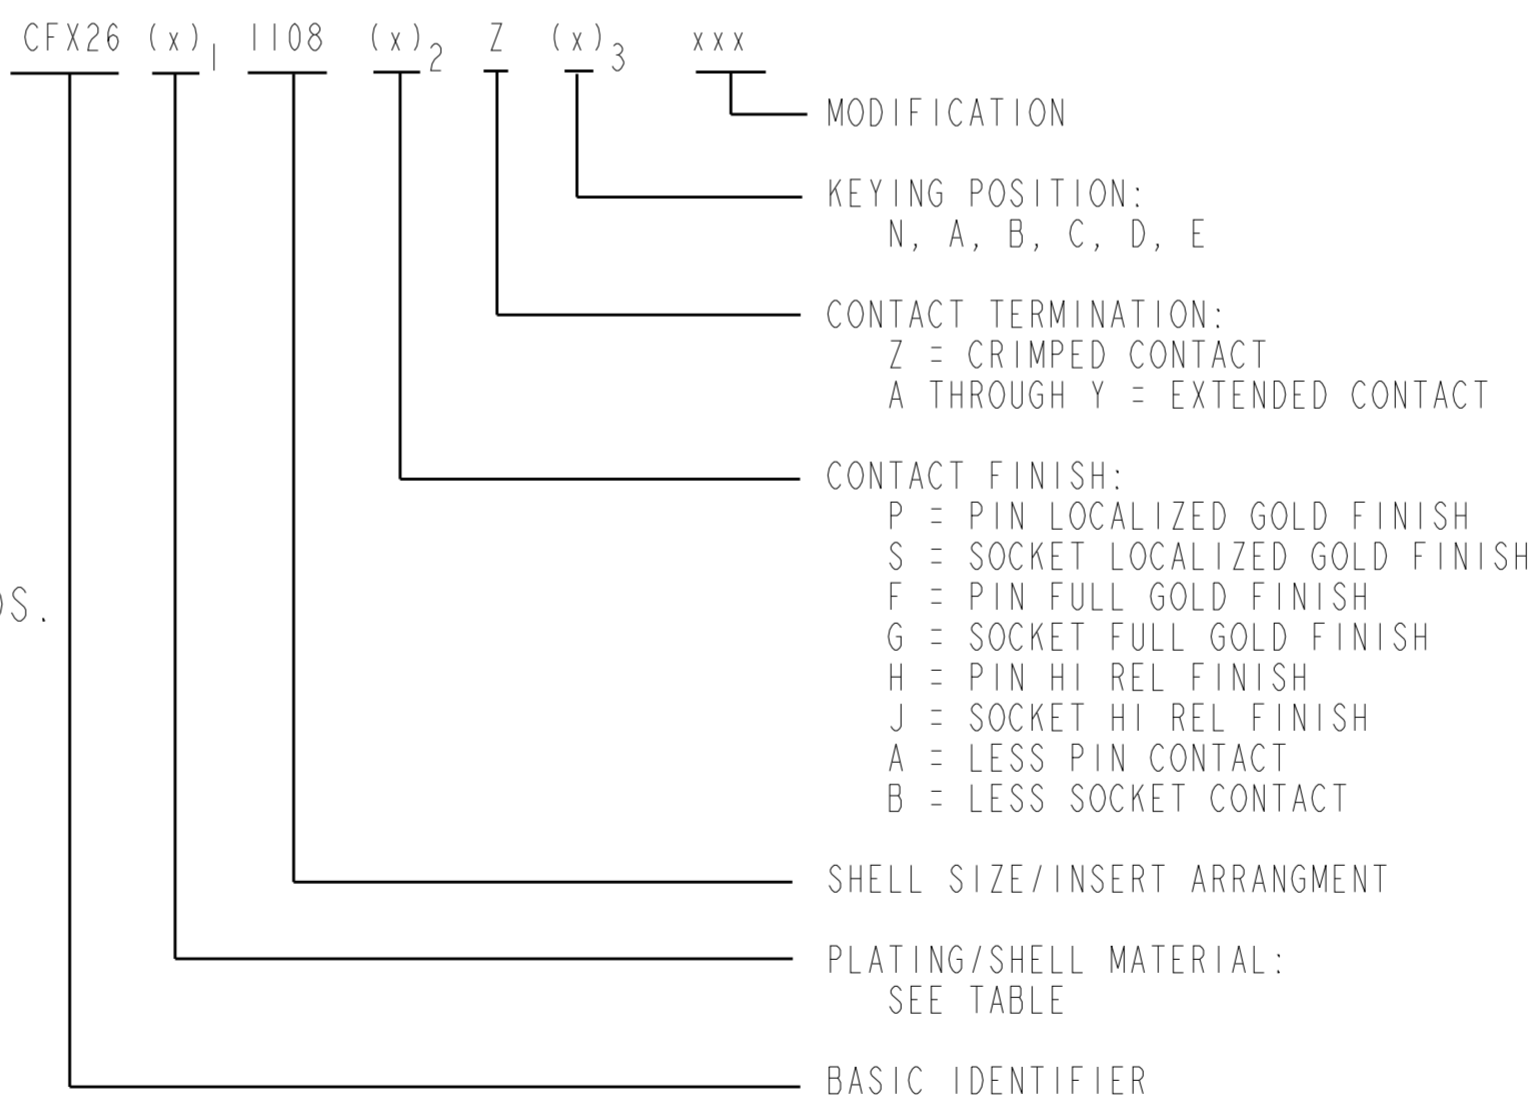 CFX26 (x)1 1108 (x)2 Z (x)3 xxx
MODIFICATION
KEYING POSITION:
N, A, B, C, D, E
CONTACT TERMINATION:
Z = CRIMPED CONTACT
A THROUGH Y = EXTENDED CONTACT
CONTACT FINISH:
P = PIN LOCALIZED GOLD FINISH
S = SOCKET LOCALIZED GOLD FINISH
F = PIN FULL GOLD FINISH
DS.
G = SOCKET FULL GOLD FINISH
H = PIN HI REL FINISH
J = SOCKET HI REL FINISH
A = LESS PIN CONTACT
B = LESS SOCKET CONTACT
SHELL SIZE/INSERT ARRANGMENT
PLATING/SHELL MATERIAL:
SEE TABLE
BASIC IDENTIFIER